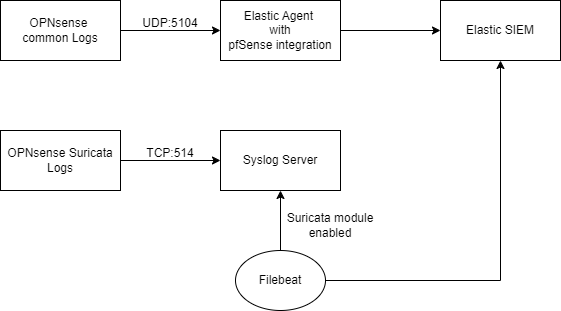 OPNsense
common Logs
UDP:5104
Elastic Agent
with
pfSense integration
Elastic SIEM
OPNsense Suricata
Logs
TCP:514
Syslog Server
Suricata module
enabled
Filebeat